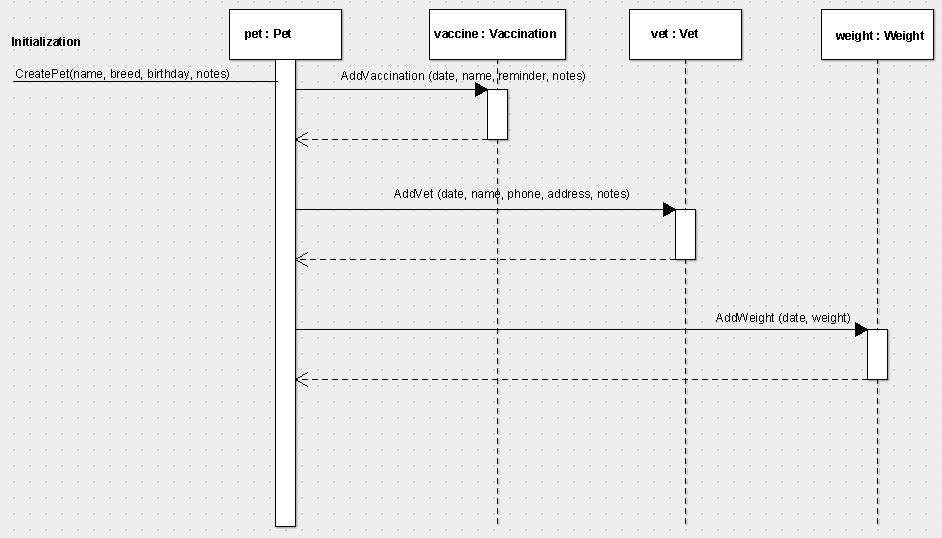 pet : Pet
vaccine : Vaccination
vet : Vet
weight : Weight
Initialization
CreatePet(name, breed, birthday, notes)
AddVaccination (date, name, reminder, notes)
AddVet (date, name, phone, address, notes)
AddWeight (date, weight)